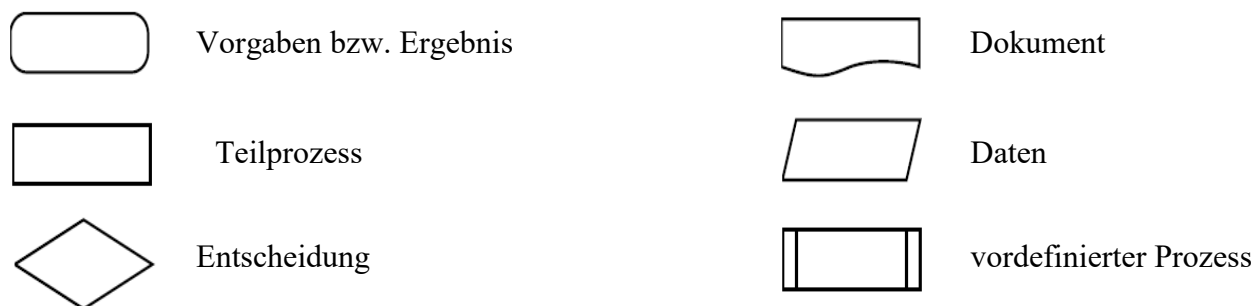 Vorgaben bzw. Ergebnis
Dokument
Teilprozess
Daten
Entscheidung
vordefinierter Prozess